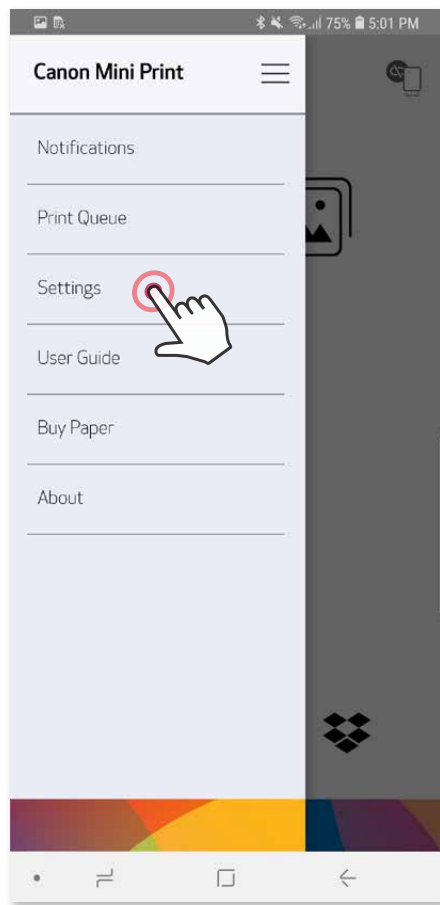 75% 5:01 PM
Canon Mini Print
Notifications
Print Queue
Settings
User Guide
Buy Paper
About